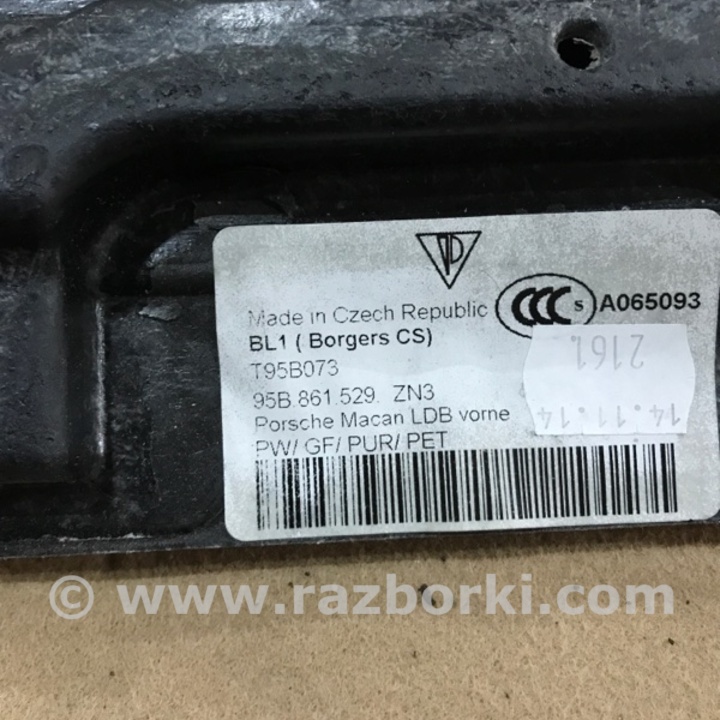 Made in Czech Republic
CCC S A065093
BL1 ( Borgers CS)
T95B073
95B.861.529. ZN3
Porsche Macan LDB vorne
PW/ GF/ PUR/ PET
2161
14.11.14
© www.razborki.com